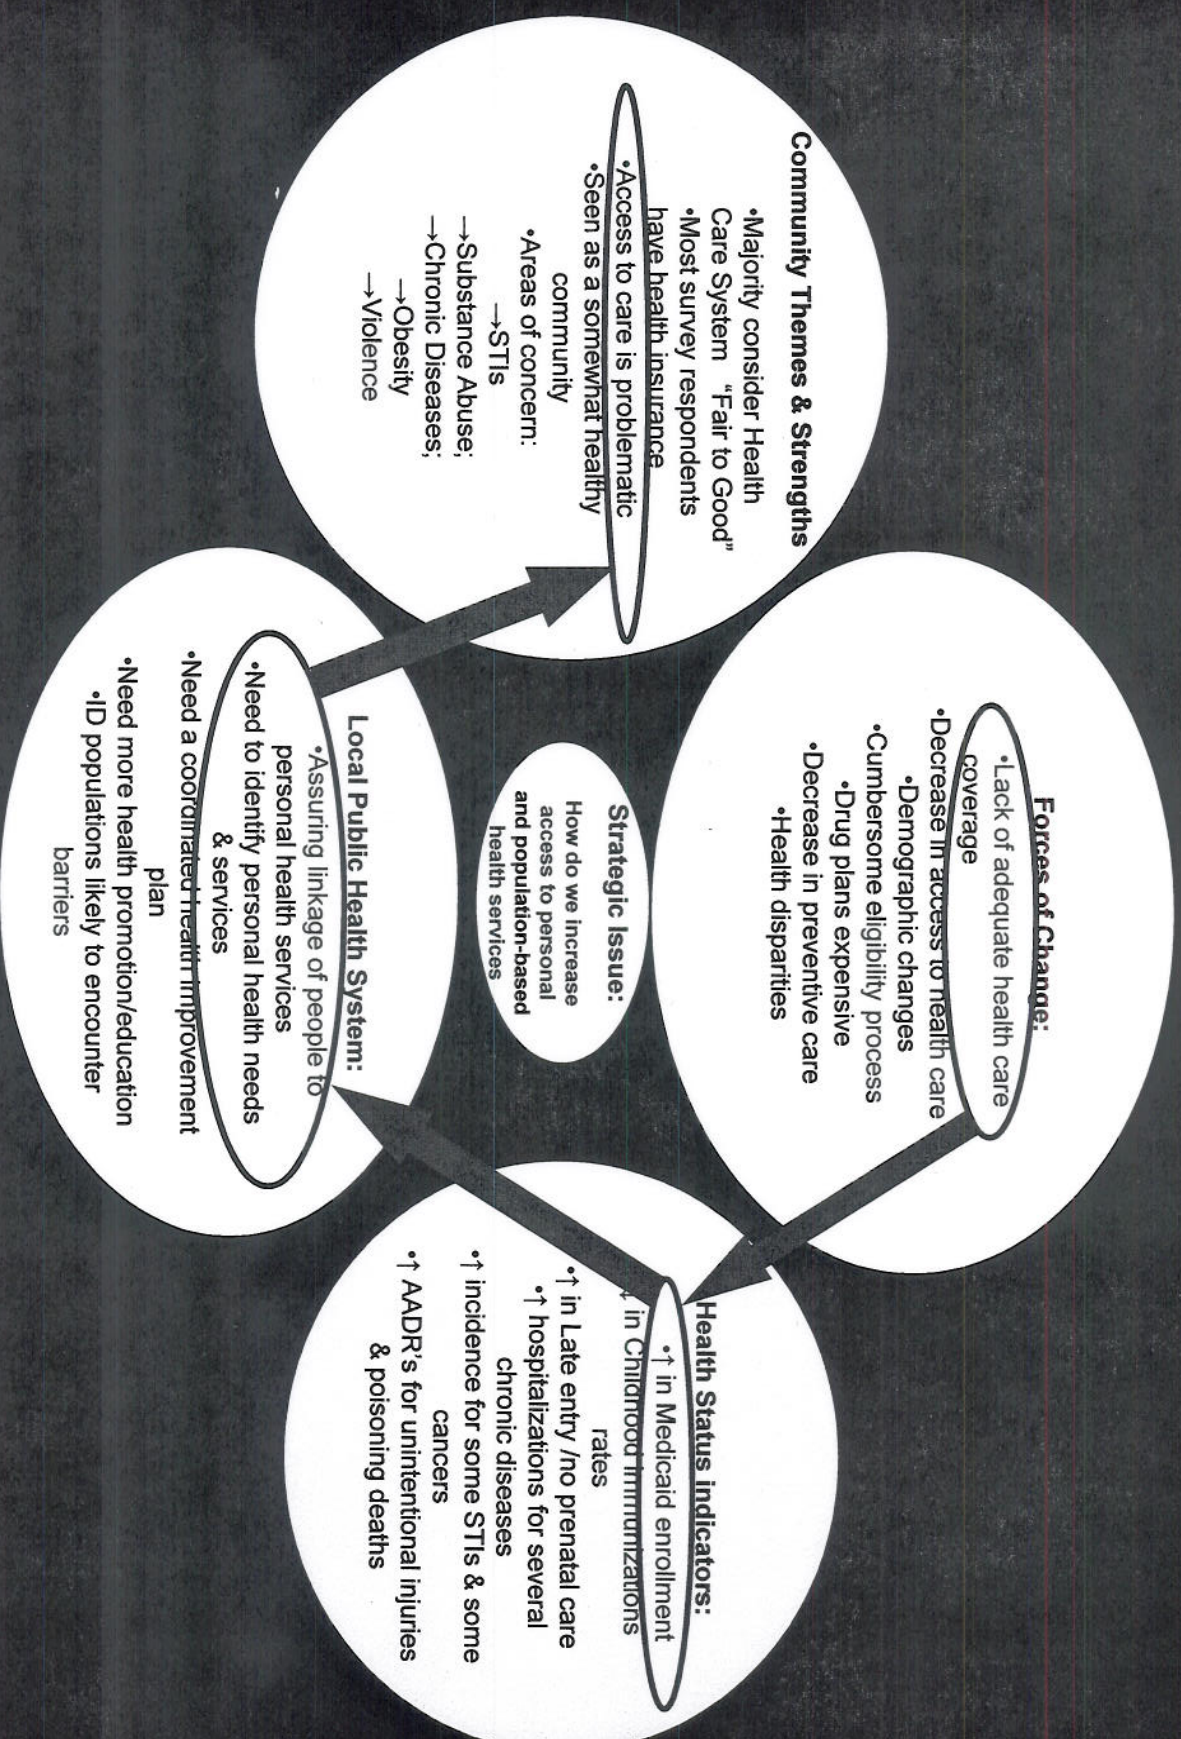 Forces of Change:
•Lack of adequate health care
coverage
•Decrease in access to health care
•Demographic changes
•Cumbersome eligibility process
•Drug plans expensive
•Decrease in preventive care
•Health disparities
Community Themes & Strengths
•Majority consider Health
Care System "Fair to Good"
•Most survey respondents
have health insurance
•Access to care is problematic
•Seen as a somewhat healthy
community
•Areas of concern:
→STIs
→Substance Abuse;
→Chronic Diseases;
→Obesity
→Violence
Strategic Issue:
How do we increase
access to personal
and population-based
health services
Health Status indicators:
•↑ in Medicaid enrollment
↓ in Childhood Immunizations
rates
•↑ in Late entry /no prenatal care
•↑ hospitalizations for several
chronic diseases
•↑ incidence for some STIs & some
cancers
•↑ AADR's for unintentional injuries
& poisoning deaths
Local Public Health System:
•Assuring linkage of people to
personal health services
•Need to identify personal health needs
& services
•Need a coordinated health improvement
plan
•Need more health promotion/education
•ID populations likely to encounter
barriers